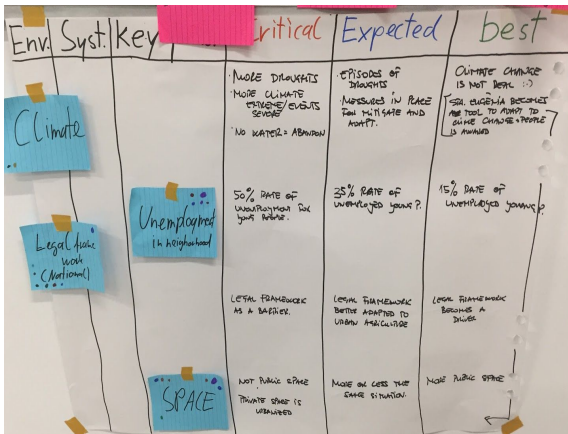 Env.
Syst.
Key
Critical
Expected
best
CLimate
· MORE DROUGHTS
· MORE CLIMATE
EXTREME/EVENTS
SEVERE
· NO WATER = ABANDON
· EPISODES OF
DROUGHTS
· MEASURES IN PLACE
FOR MITIGATE AND
ADAPT.
CLIMATE CHANGE
IS NOT REAL :-)
STA. EUGENIA BECOMES
TOOL TO ADAPT TO
CLIME CHANGE + PEOPLE
IS AWARED
Unemployment
in neighorhood
50% RATE OF
UNEMPLOYMENT FOR
YOUNG PEOPLE.
35% RATE OF
UNEMPLOYED YOUNG P.
15% RATE OF
UNEMPLOYED YOUNG P.
Legal frame
work
(National)
LEGAL FRAMEWORK
AS A BARRIER.
LEGAL FRAMEWORK
BETTER ADAPTED TO
URBAN AGRICULTURE
LEGAL FRAMEWORK
BECOMES A
DRIVER
SPACE
NOT PUBLIC SPACE
PRIVATE SPACE IS
URBANIZED
MORE OR LESS THE
SAME SITUATION.
MORE PUBLIC SPACE